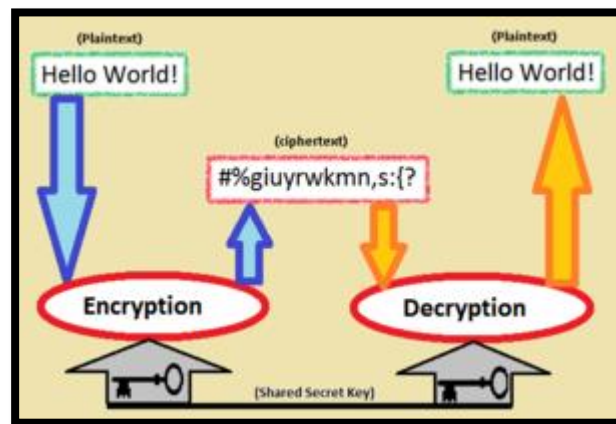 (Plaintext)
Hello World!
(Plaintext)
Hello World!
(ciphertext)
#%giuyrwkmn,s:{?
Encryption
Decryption
(Shared Secret Key)